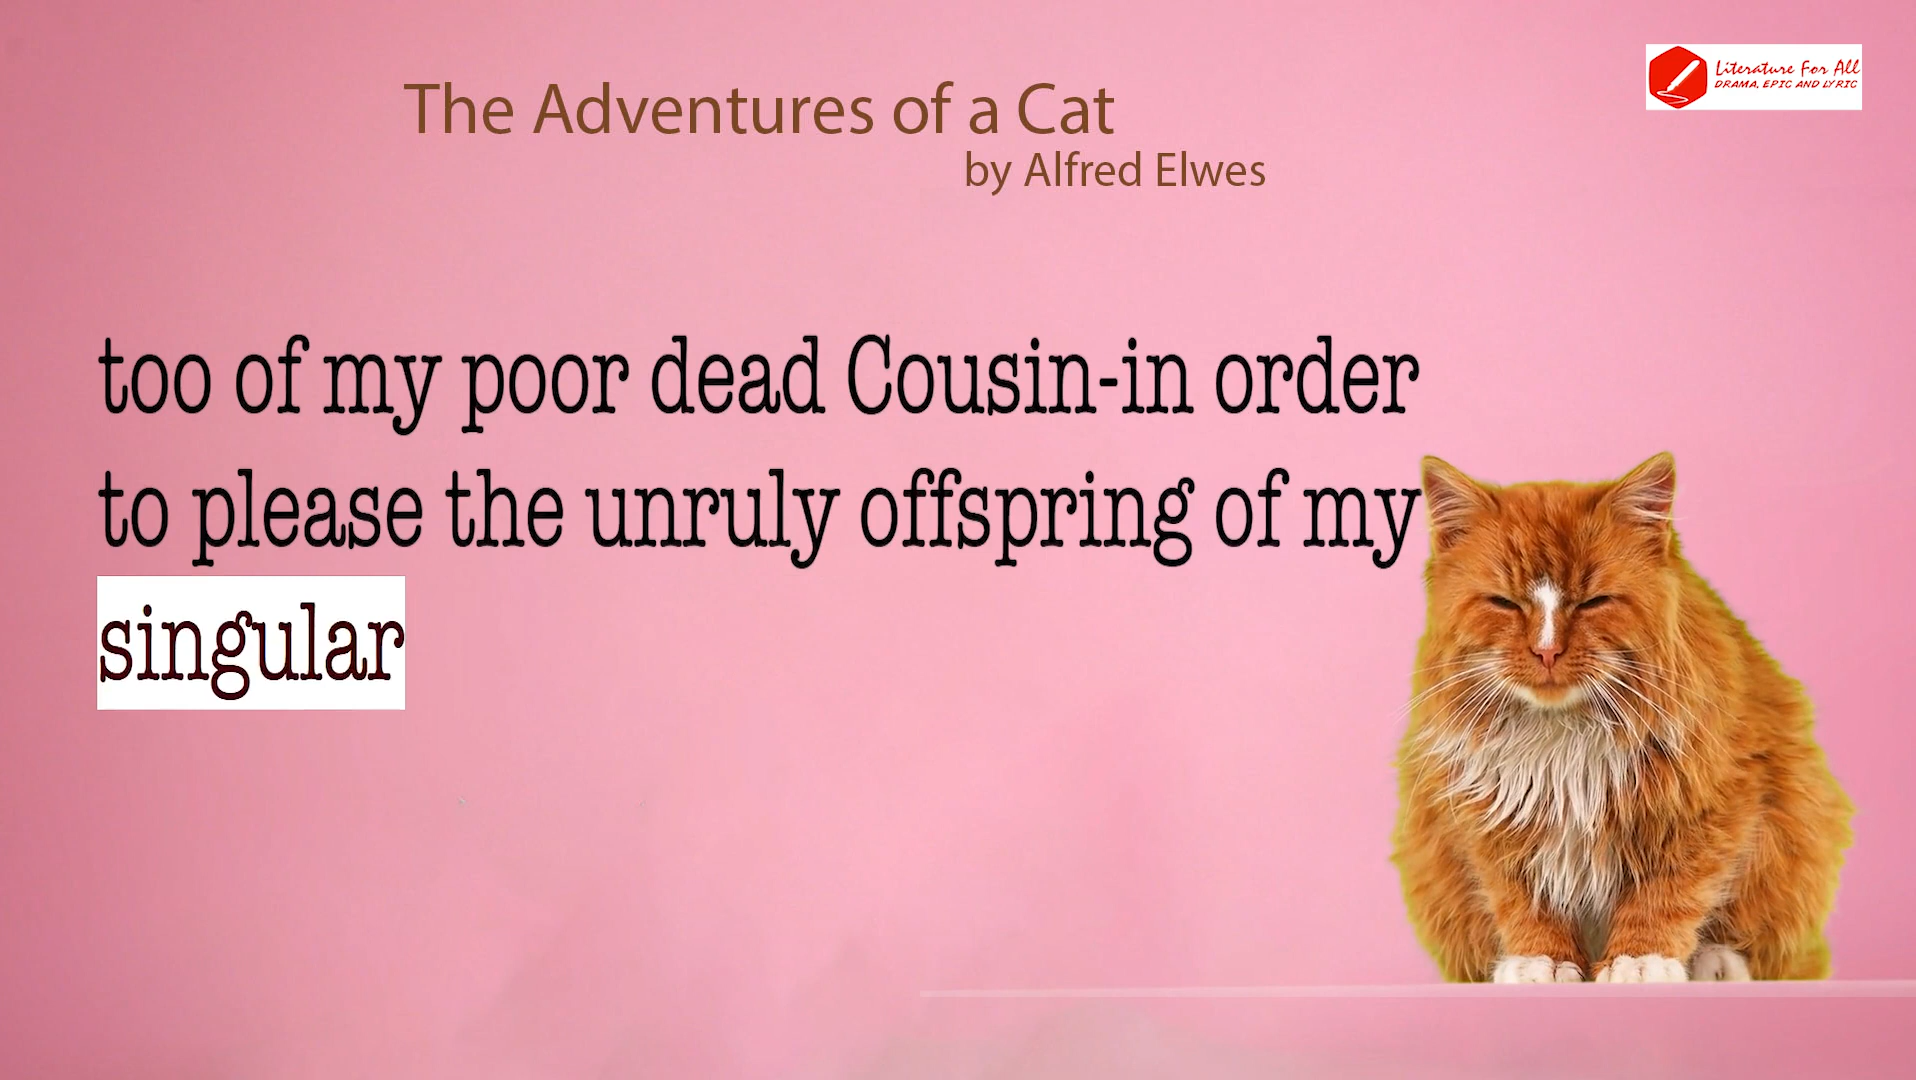 The Adventures of a Cat
by Alfred Elwes
Literature For All
DRAMA, EPIC AND LYRIC
too of my poor dead Cousin-in order
to please the unruly offspring of my
singular